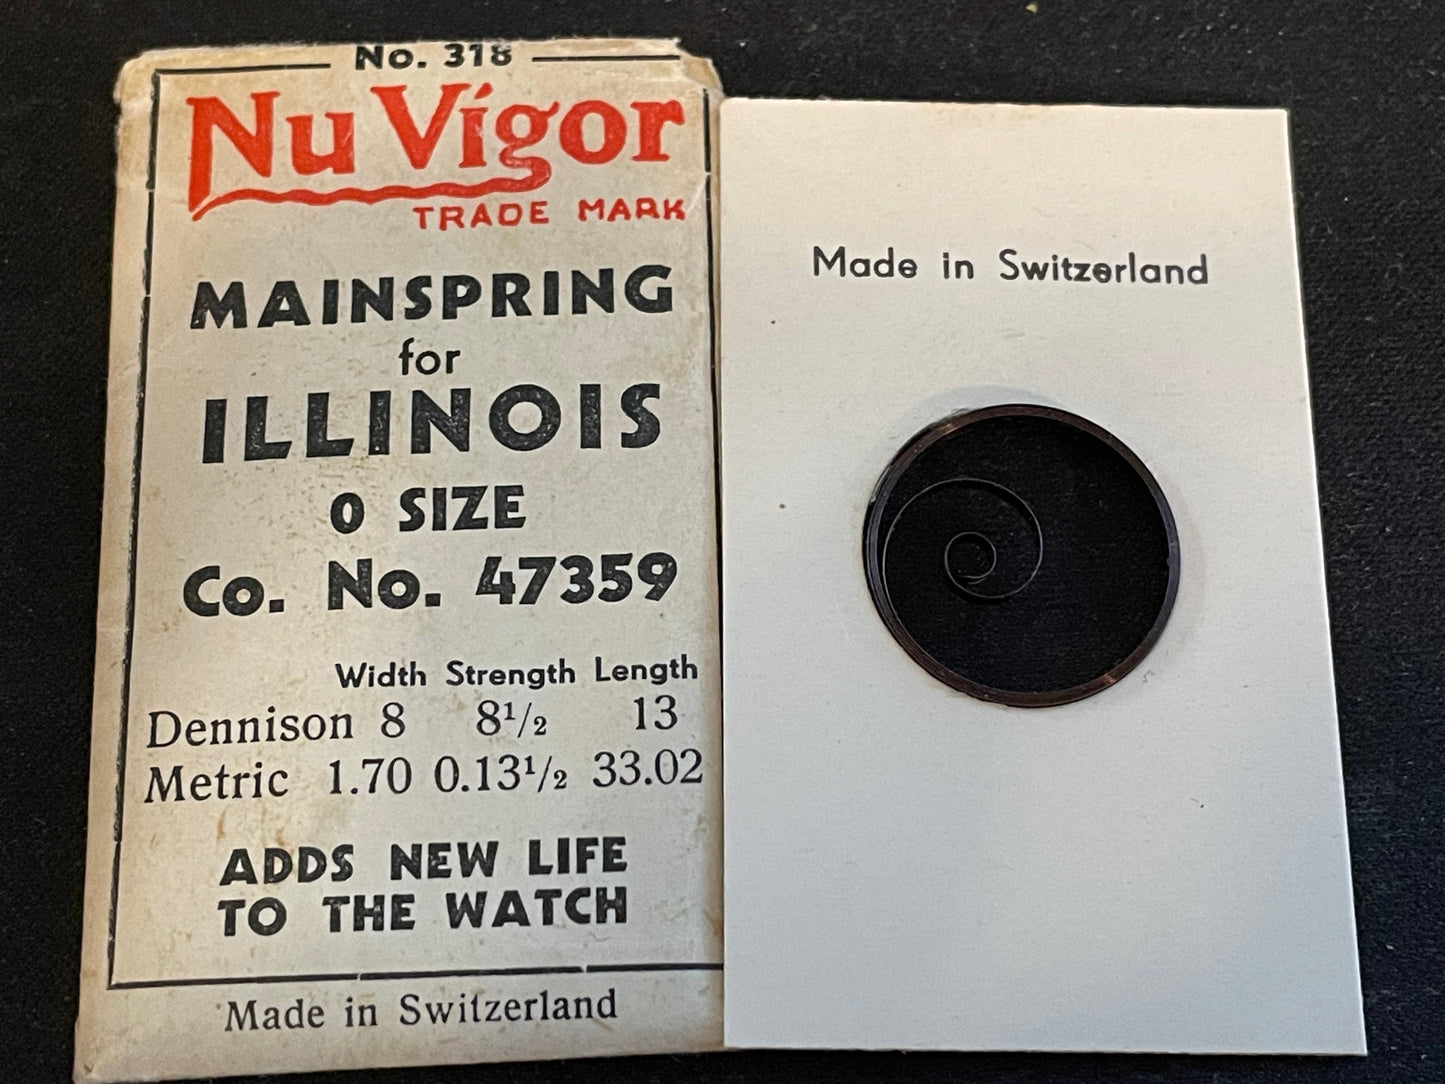 No. 318
Nu Vigor
TRADE MARK
MAINSPRING
for
ILLINOIS
0 SIZE
Co. No. 47359
Width Strength Length
Dennison 8 8½ 13
Metric 1.70 0.13½ 33.02
ADDS NEW LIFE
TO THE WATCH
Made in Switzerland
Made in Switzerland